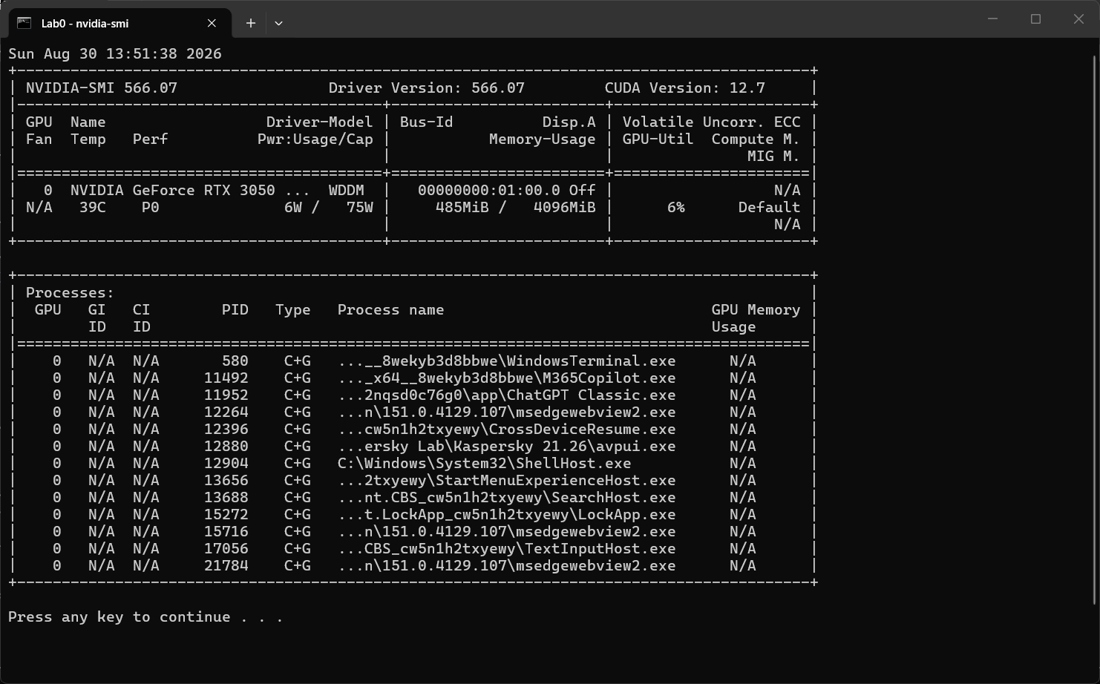 Lab0 - nvidia-smi
Sun Aug 30 13:51:38 2026
+-----------------------------------------------------------------------------------------+
| NVIDIA-SMI 566.07                 Driver Version: 566.07         CUDA Version: 12.7     |
|-----------------------------------------+------------------------+----------------------+
| GPU  Name                  Driver-Model | Bus-Id          Disp.A | Volatile Uncorr. ECC |
| Fan  Temp   Perf          Pwr:Usage/Cap |           Memory-Usage | GPU-Util  Compute M. |
|                                         |                        |               MIG M. |
|=========================================+========================+======================|
|   0  NVIDIA GeForce RTX 3050 ...  WDDM  |   00000000:01:00.0 Off |                  N/A |
| N/A   39C    P0              6W /   75W |     485MiB /   4096MiB |      6%      Default |
|                                         |                        |                  N/A |
+-----------------------------------------+------------------------+----------------------+
+-----------------------------------------------------------------------------------------+
| Processes:                                                                              |
|  GPU   GI   CI        PID   Type   Process name                              GPU Memory |
|        ID   ID                                                               Usage      |
|=========================================================================================|
|    0   N/A  N/A       580    C+G   ...__8wekyb3d8bbwe\WindowsTerminal.exe      N/A      |
|    0   N/A  N/A     11492    C+G   ..._x64__8wekyb3d8bbwe\M365Copilot.exe      N/A      |
|    0   N/A  N/A     11952    C+G   ...2nqsd0c76g0\app\ChatGPT Classic.exe      N/A      |
|    0   N/A  N/A     12264    C+G   ...n\151.0.4129.107\msedgewebview2.exe      N/A      |
|    0   N/A  N/A     12396    C+G   ...cw5n1h2txyewy\CrossDeviceResume.exe      N/A      |
|    0   N/A  N/A     12880    C+G   ...ersky Lab\Kaspersky 21.26\avpui.exe      N/A      |
|    0   N/A  N/A     12904    C+G   C:\Windows\System32\ShellHost.exe           N/A      |
|    0   N/A  N/A     13656    C+G   ...2txyewy\StartMenuExperienceHost.exe      N/A      |
|    0   N/A  N/A     13688    C+G   ...nt.CBS_cw5n1h2txyewy\SearchHost.exe      N/A      |
|    0   N/A  N/A     15272    C+G   ...t.LockApp_cw5n1h2txyewy\LockApp.exe      N/A      |
|    0   N/A  N/A     15716    C+G   ...n\151.0.4129.107\msedgewebview2.exe      N/A      |
|    0   N/A  N/A     17056    C+G   ...CBS_cw5n1h2txyewy\TextInputHost.exe      N/A      |
|    0   N/A  N/A     21784    C+G   ...n\151.0.4129.107\msedgewebview2.exe      N/A      |
+-----------------------------------------------------------------------------------------+
Press any key to continue . . .